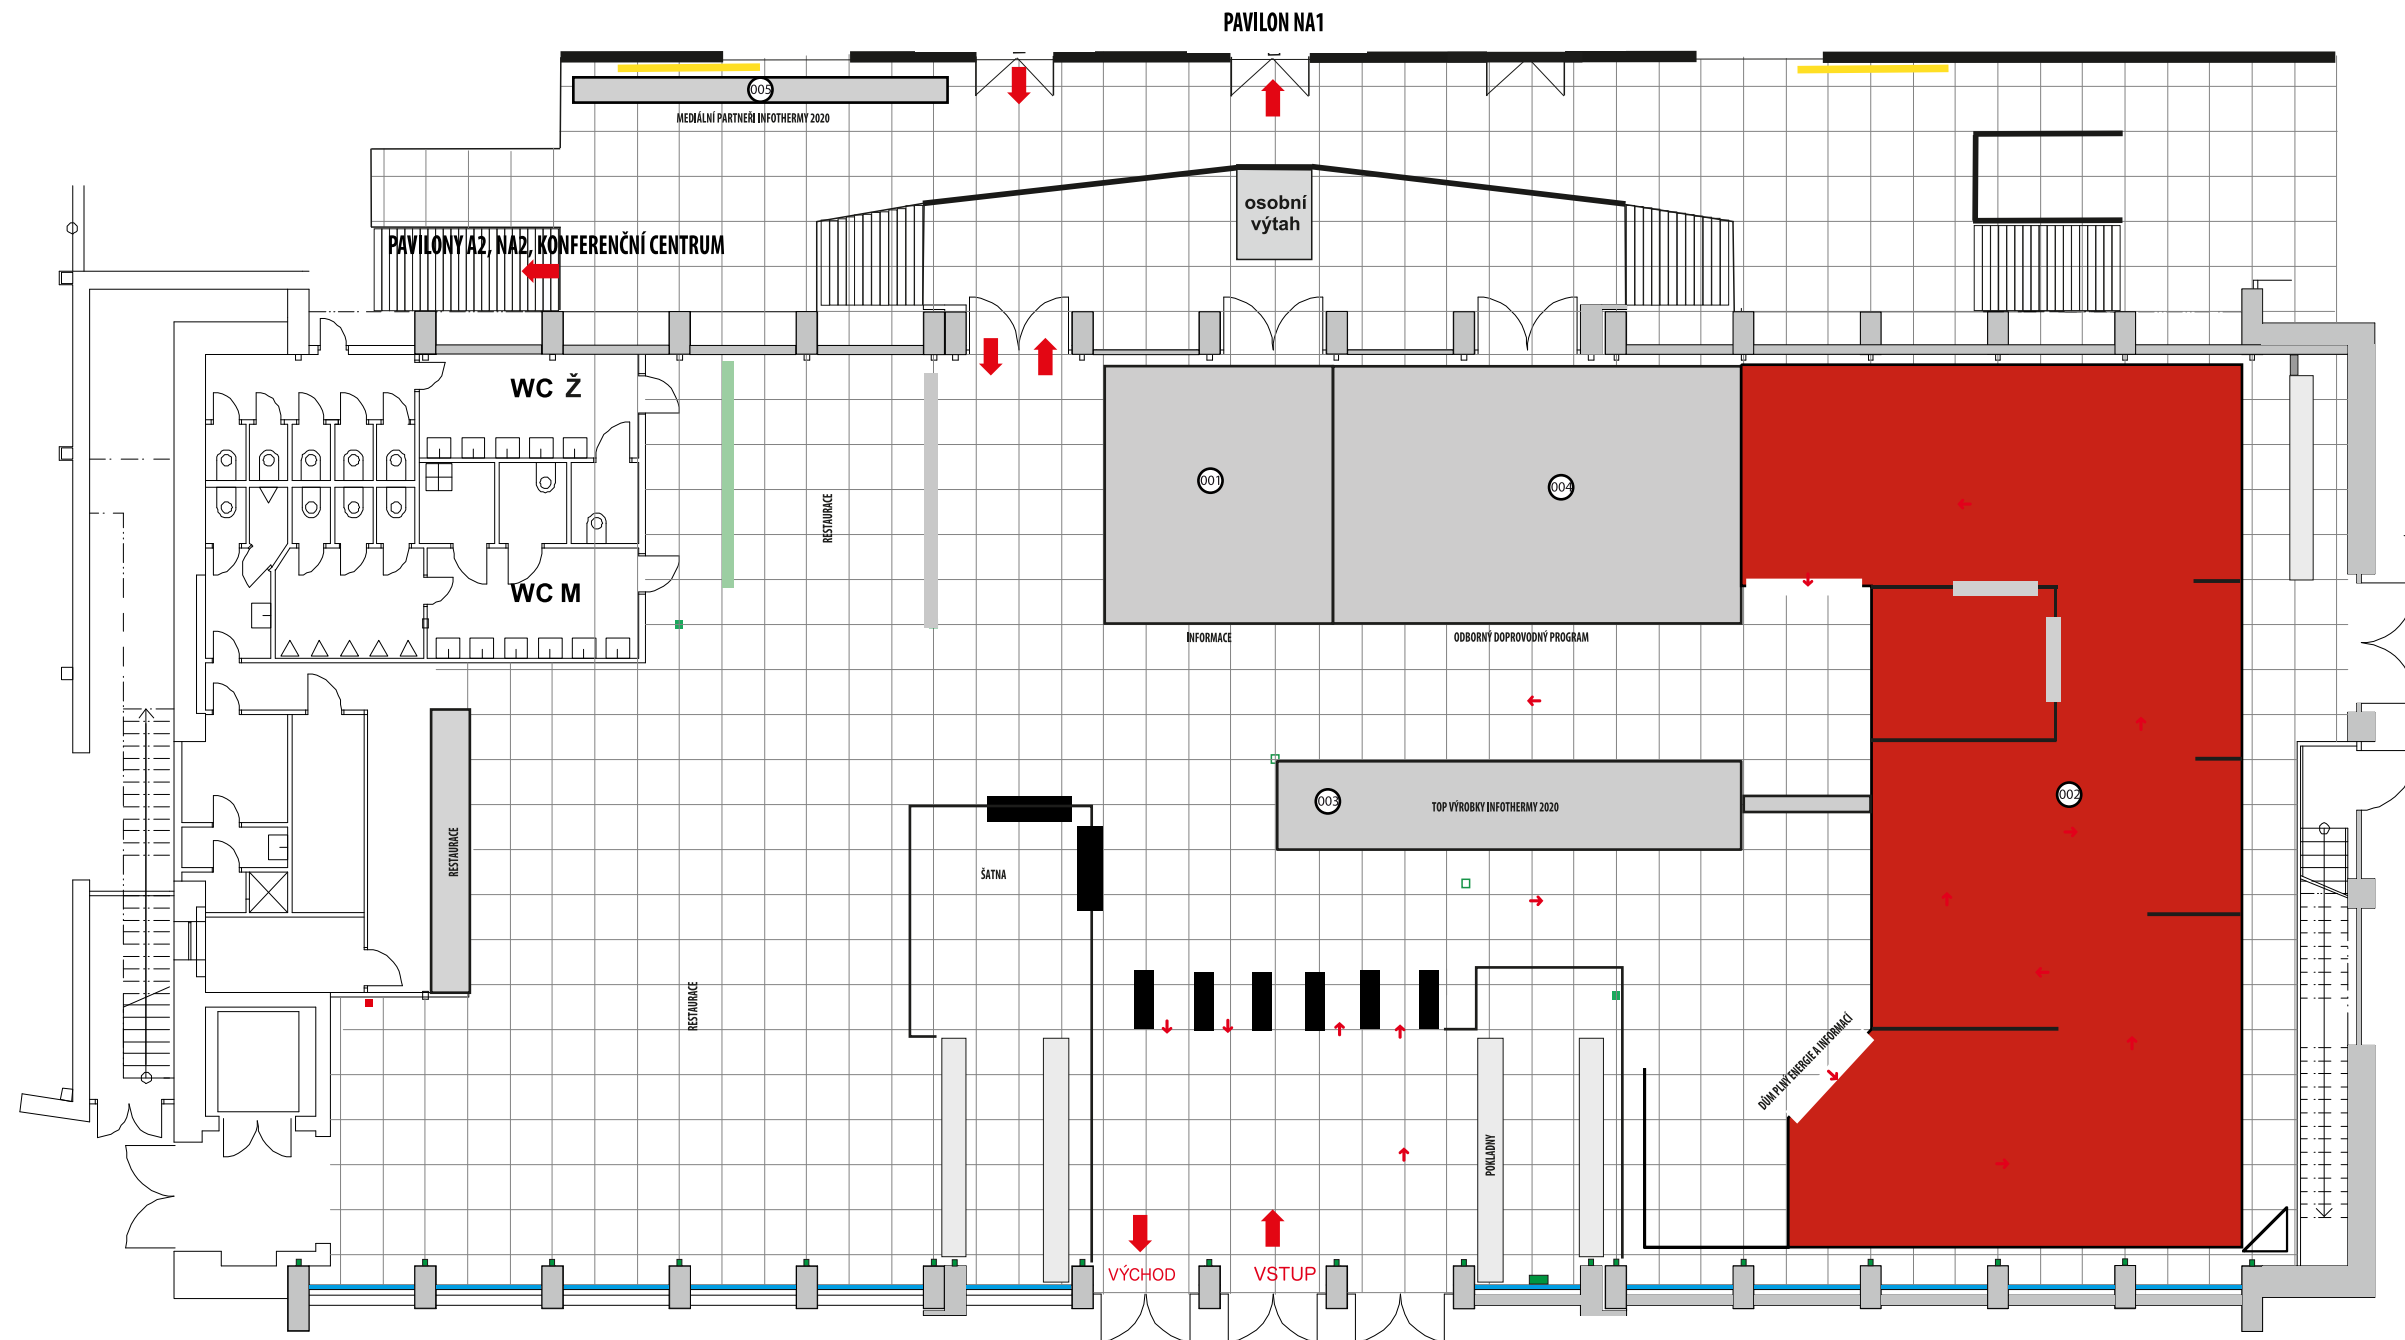 PAVILON NA1
005
MEDIÁLNÍ PARTNEŘI INFOTHERMY 2020
osobní
výtah
PAVILONY A2, NA2, KONFERENČNÍ CENTRUM
WC Ž
WC M
RESTAURACE
001
004
INFORMACE
ODBORNÝ DOPROVODNÝ PROGRAM
003
TOP VÝROBKY INFOTHERMY 2020
002
RESTAURACE
ŠATNA
RESTAURACE
DŮM PLNÝ ENERGIE A INFORMACÍ
POKLADNY
VÝCHOD
VSTUP